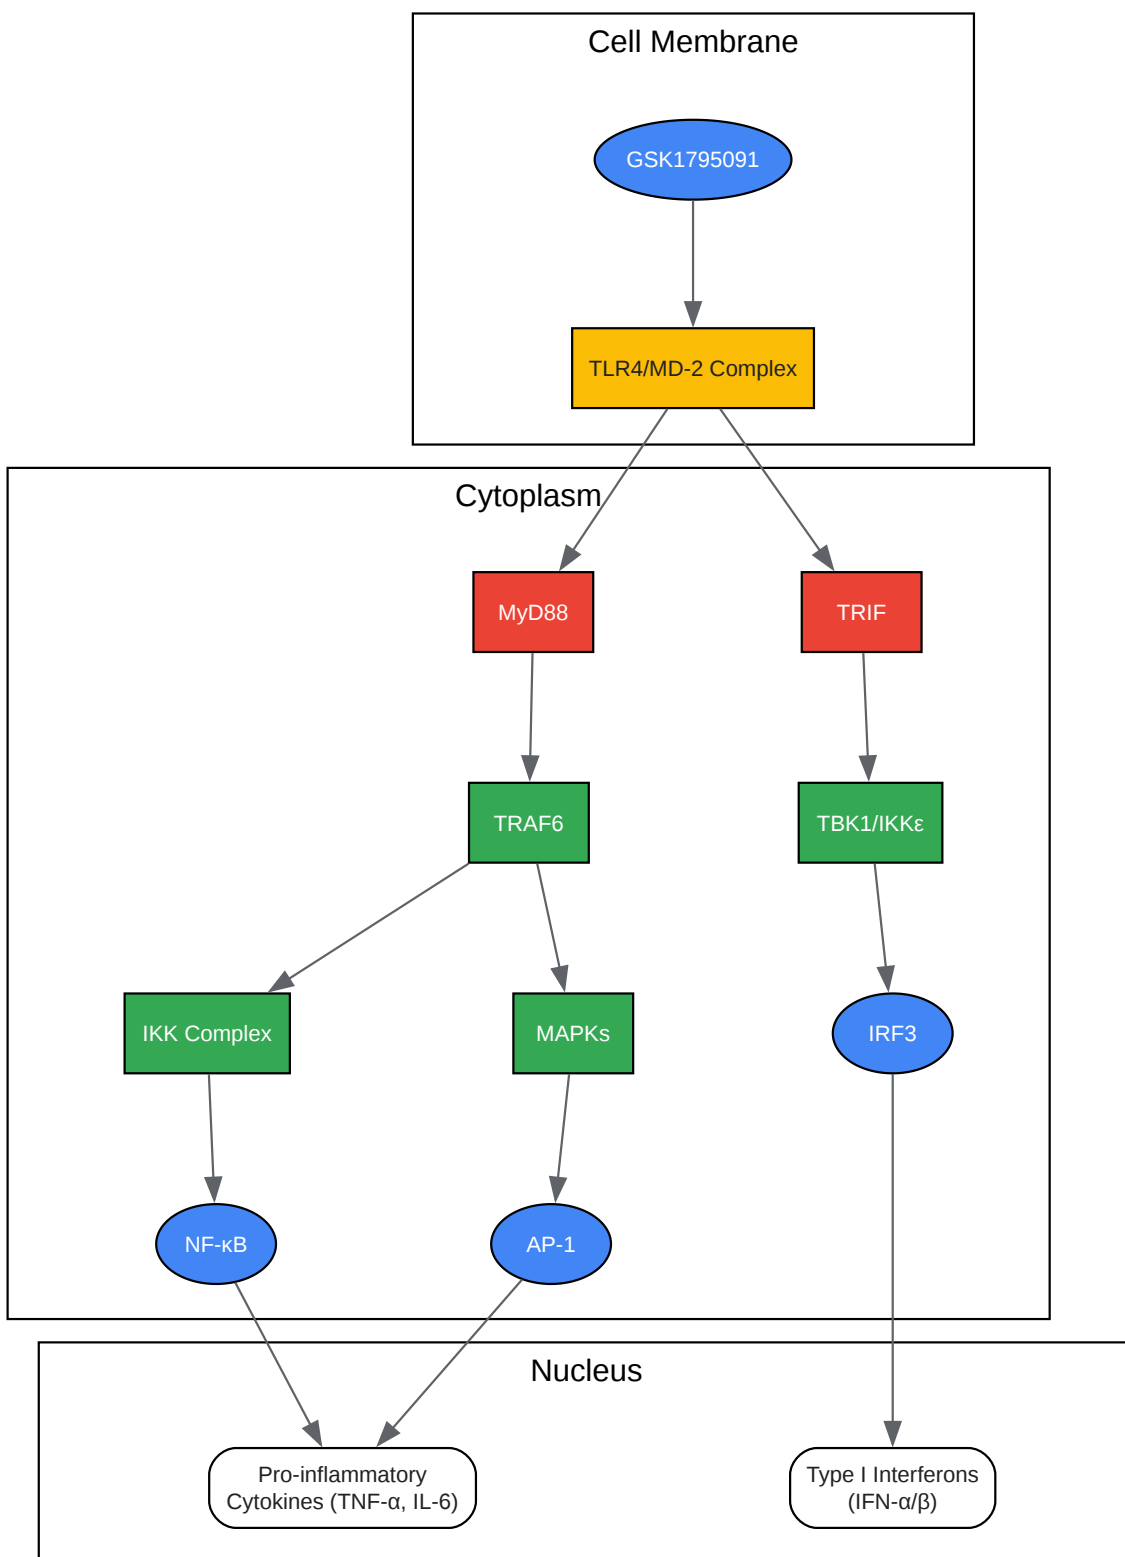 Cell Membrane
GSK1795091
TLR4/MD-2 Complex
Cytoplasm
MyD88
TRIF
TRAF6
TBK1/IKKε
IKK Complex
MAPKs
IRF3
NF-κB
AP-1
Nucleus
Pro-inflammatory
Cytokines (TNF-α, IL-6)
Type I Interferons
(IFN-α/β)